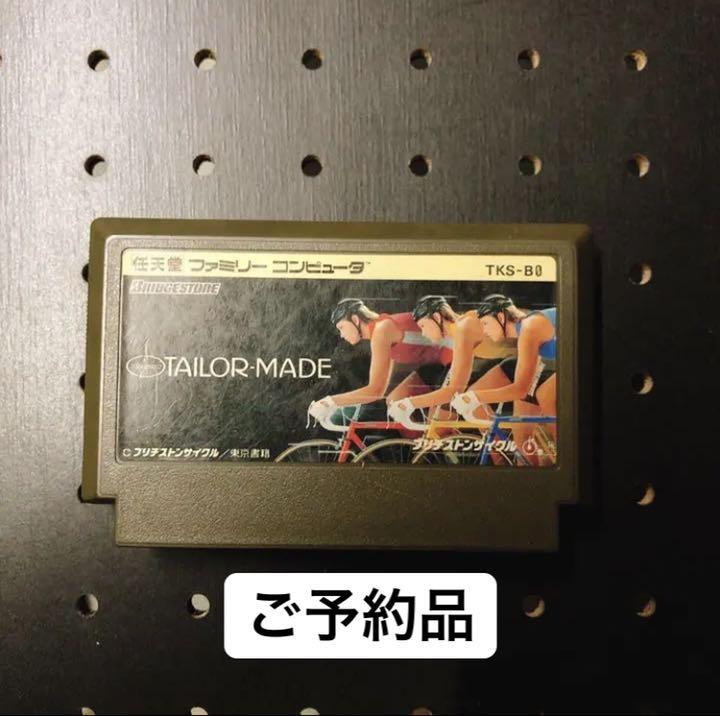 任天堂 ファミリー コンピュータ™
TKS-B0
BRIDGESTONE
TAILOR-MADE
© ブリヂストンサイクル／東京書籍
ブリヂストンサイクル
ご予約品